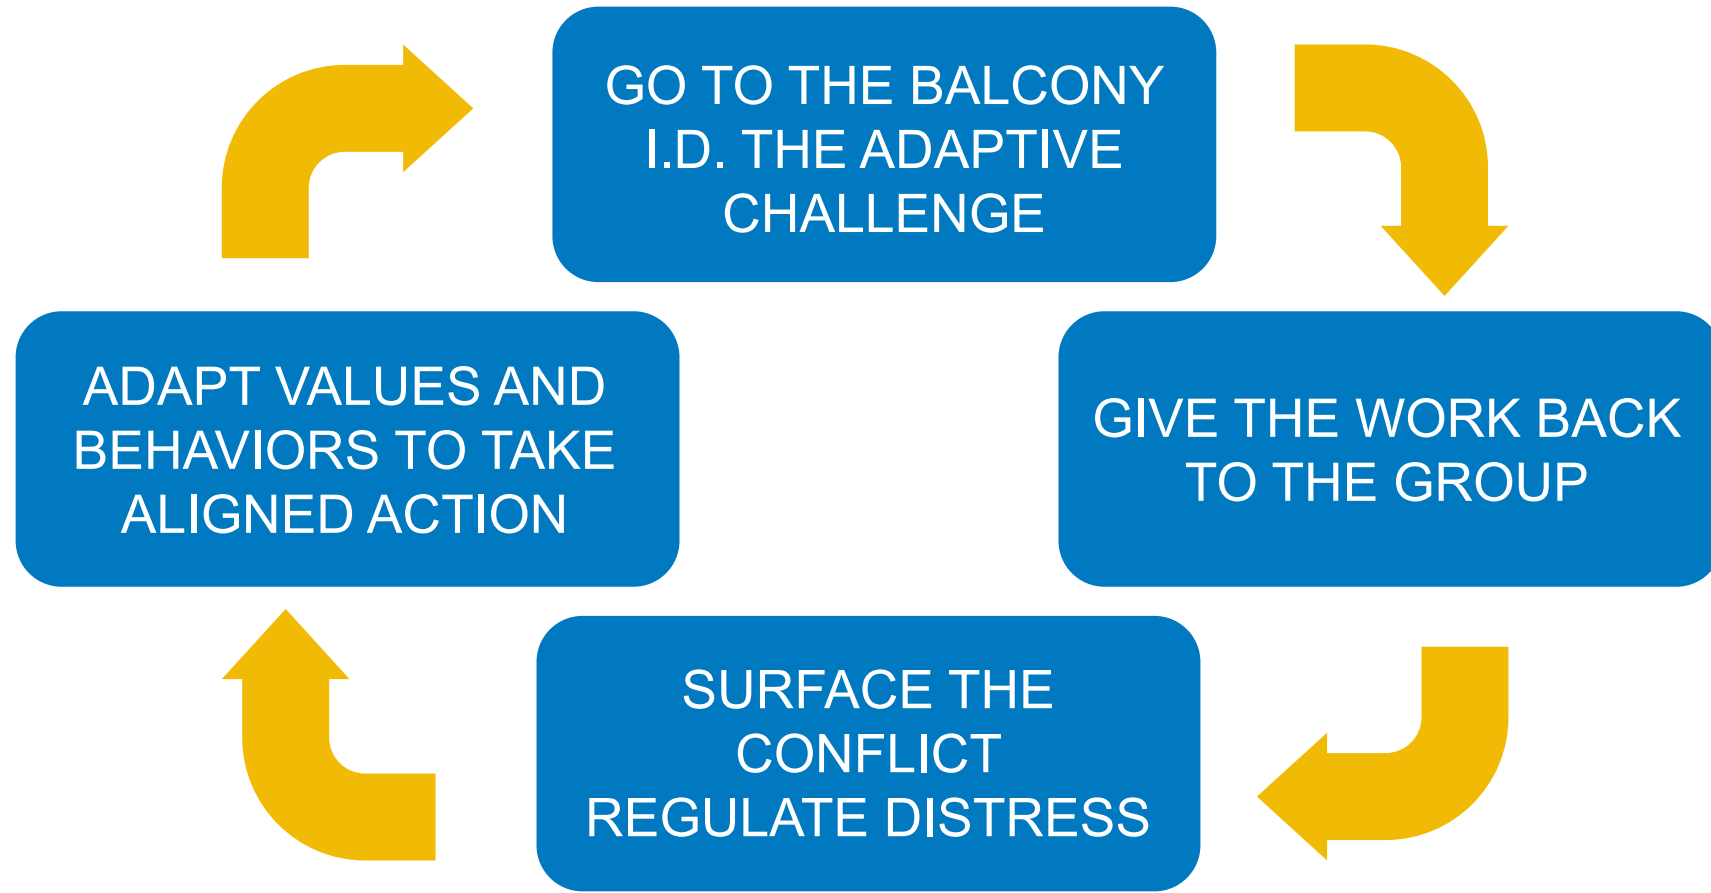 GO TO THE BALCONY
I.D. THE ADAPTIVE
CHALLENGE
ADAPT VALUES AND
BEHAVIORS TO TAKE
ALIGNED ACTION
GIVE THE WORK BACK
TO THE GROUP
SURFACE THE
CONFLICT
REGULATE DISTRESS